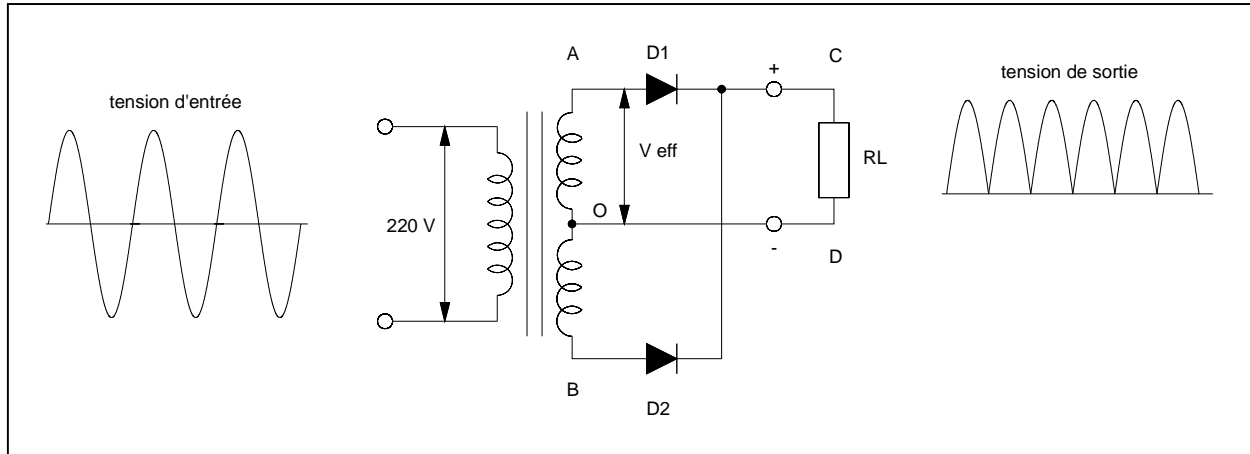 tension d'entrée
220 V
A
D1
V eff
O
B
D2
+
C
RL
-
D
tension de sortie